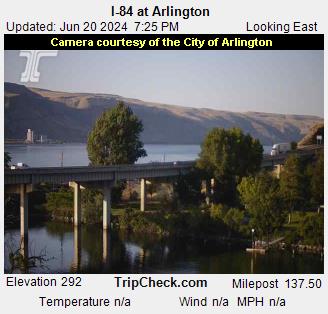 I-84 at Arlington
Updated: Jun 20 2024 7:25 PM Looking East
Camera courtesy of the City of Arlington
Elevation 292 TripCheck.com Milepost 137.50
Temperature n/a Wind n/a MPH n/a